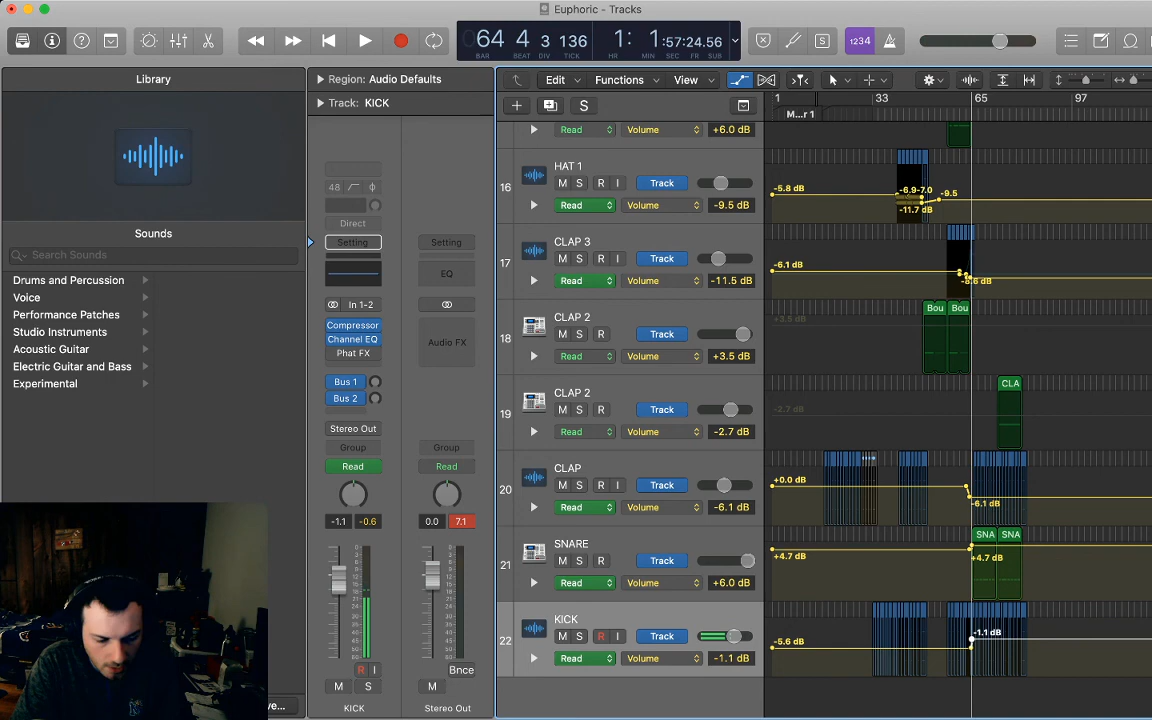 Euphoric - Tracks
64 4 3 136
BAR BEAT DIV TICK
1: 1:57:24.56
HR MIN SEC FR SUB
S
1234
Library
Region: Audio Defaults
Edit Functions View
Track: KICK
S
1 33 65 97
M...r 1
Sounds
Search Sounds
Drums and Percussion
Voice
Performance Patches
Studio Instruments
Acoustic Guitar
Electric Guitar and Bass
Experimental
48
Direct
Setting
Setting
EQ
In 1-2
Compressor
Channel EQ
Phat FX
Audio FX
Bus 1
Bus 2
Stereo Out
Group
Group
Read
Read
-1.1 -0.6
0.0 7.1
R I
Bnce
M S
M
KICK
Stereo Out
Read Volume +6.0 dB
16
HAT 1
M S R I Track
Read Volume -9.5 dB
-5.8 dB
-6.9-7.0
-9.5
-11.7 dB
17
CLAP 3
M S R I Track
Read Volume -11.5 dB
-6.1 dB
-8.6 dB
18
CLAP 2
M S R Track
Read Volume +3.5 dB
+3.5 dB
Bou Bou
19
CLAP 2
M S R Track
Read Volume -2.7 dB
-2.7 dB
CLA
20
CLAP
M S R I Track
Read Volume -6.1 dB
+0.0 dB
-6.1 dB
21
SNARE
M S R Track
Read Volume +6.0 dB
+4.7 dB
SNA SNA
+4.7 dB
22
KICK
M S R I Track
Read Volume -1.1 dB
-5.6 dB
-1.1 dB